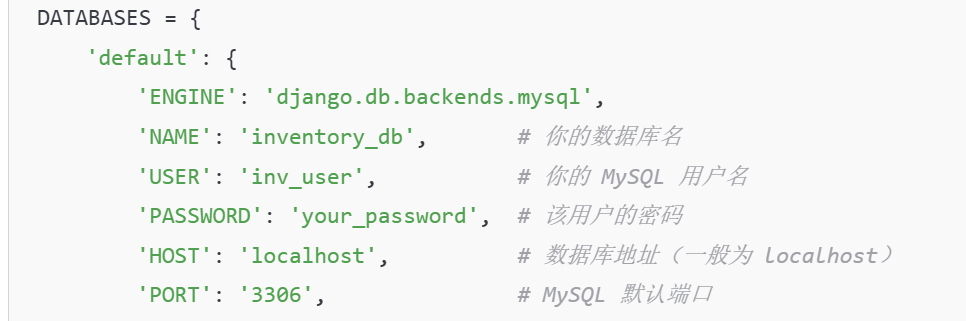 DATABASES = {
    'default': {
        'ENGINE': 'django.db.backends.mysql',
        'NAME': 'inventory_db',       # 你的数据库名
        'USER': 'inv_user',           # 你的 MySQL 用户名
        'PASSWORD': 'your_password',  # 该用户的密码
        'HOST': 'localhost',          # 数据库地址（一般为 localhost）
        'PORT': '3306',               # MySQL 默认端口